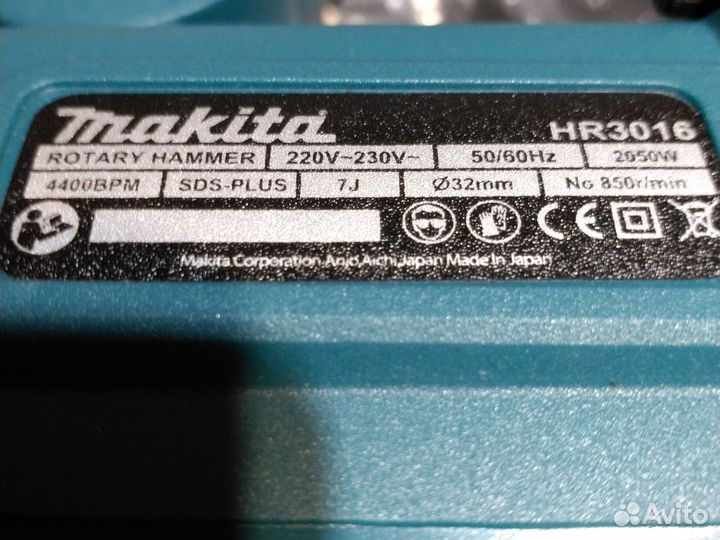 makita HR3016
ROTARY HAMMER 220V~230V~ 50/60Hz 2050W
4400BPM SDS-PLUS 7J Ø32mm No 850r/min
CE
Makita Corporation Anjo, Aichi, Japan Made In Japan
Avito